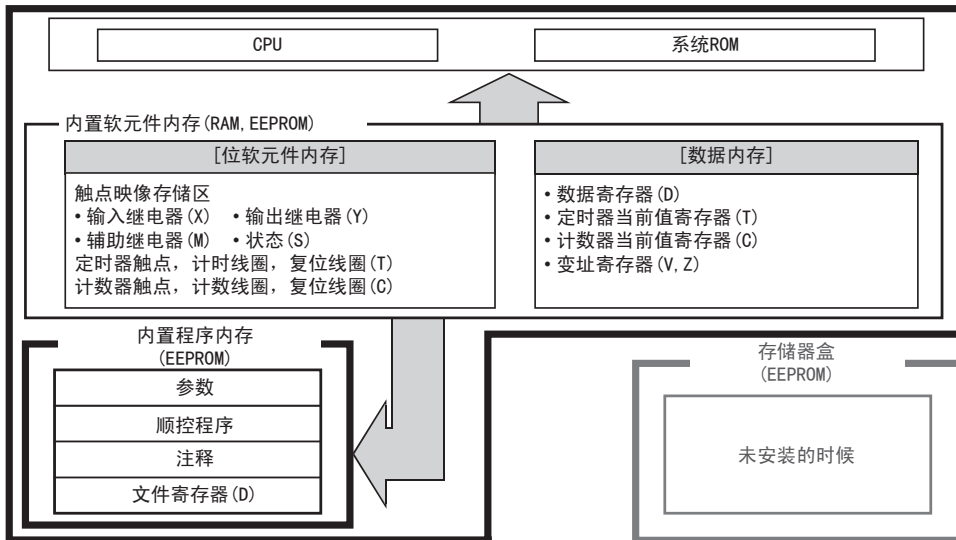 CPU
系统ROM
内置软元件内存(RAM,EEPROM)
[位软元件内存]
触点映像存储区
•输入继电器(X) •输出继电器(Y)
•辅助继电器(M) •状态(S)
定时器触点，计时线圈，复位线圈(T)
计数器触点，计数线圈，复位线圈(C)
[数据内存]
•数据寄存器(D)
•定时器当前值寄存器(T)
•计数器当前值寄存器(C)
•变址寄存器(V,Z)
内置程序内存
(EEPROM)
参数
顺控程序
注释
文件寄存器(D)
存储器盒
(EEPROM)
未安装的时候